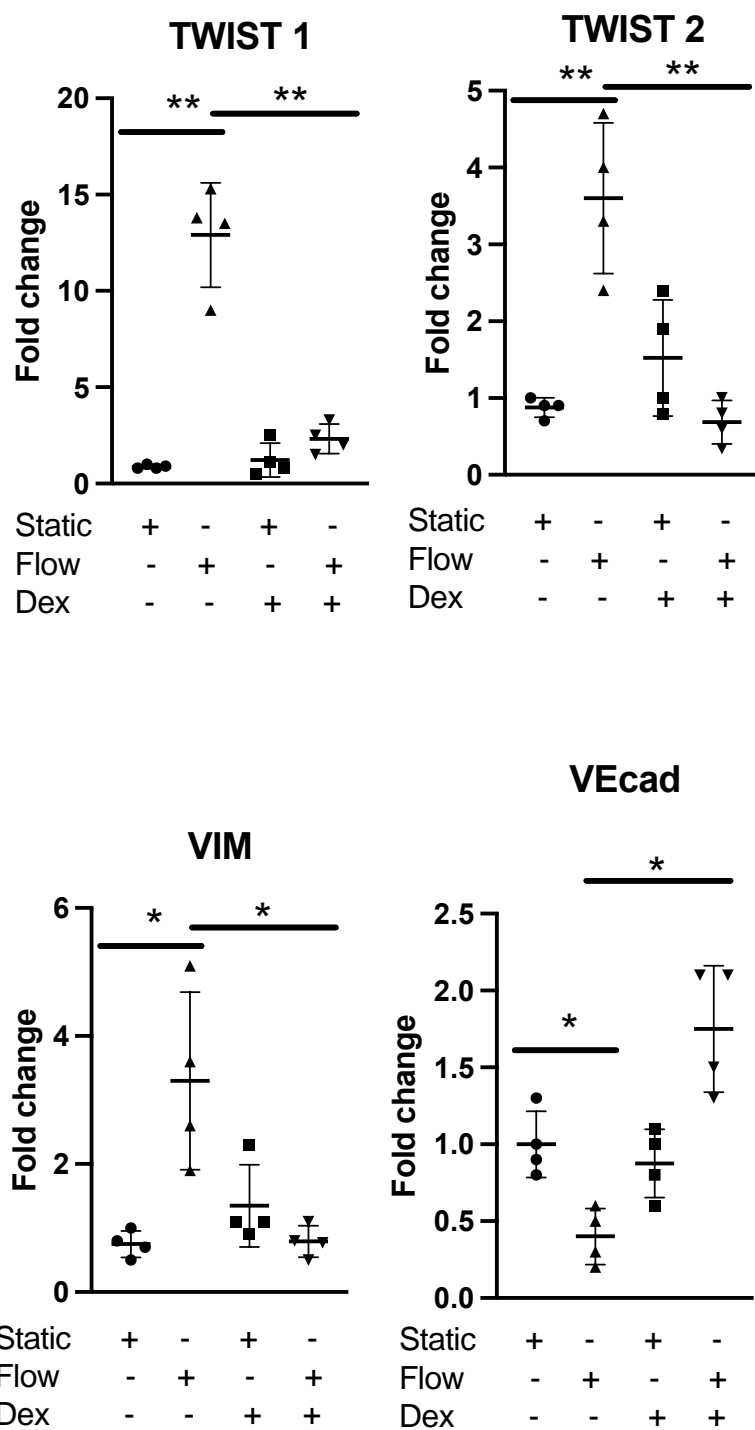 TWIST 1
** **
20
15
10
5
0
Fold change
Static + - + -
Flow - + - +
Dex - - + +
TWIST 2
** **
5
4
3
2
1
0
Fold change
Static + - + -
Flow - + - +
Dex - - + +
VIM
* *
6
4
2
0
Fold change
Static + - + -
Flow - + - +
Dex - - + +
VEcad
*
*
2.5
2.0
1.5
1.0
0.5
0.0
Fold change
Static + - + -
Flow - + - +
Dex - - + +